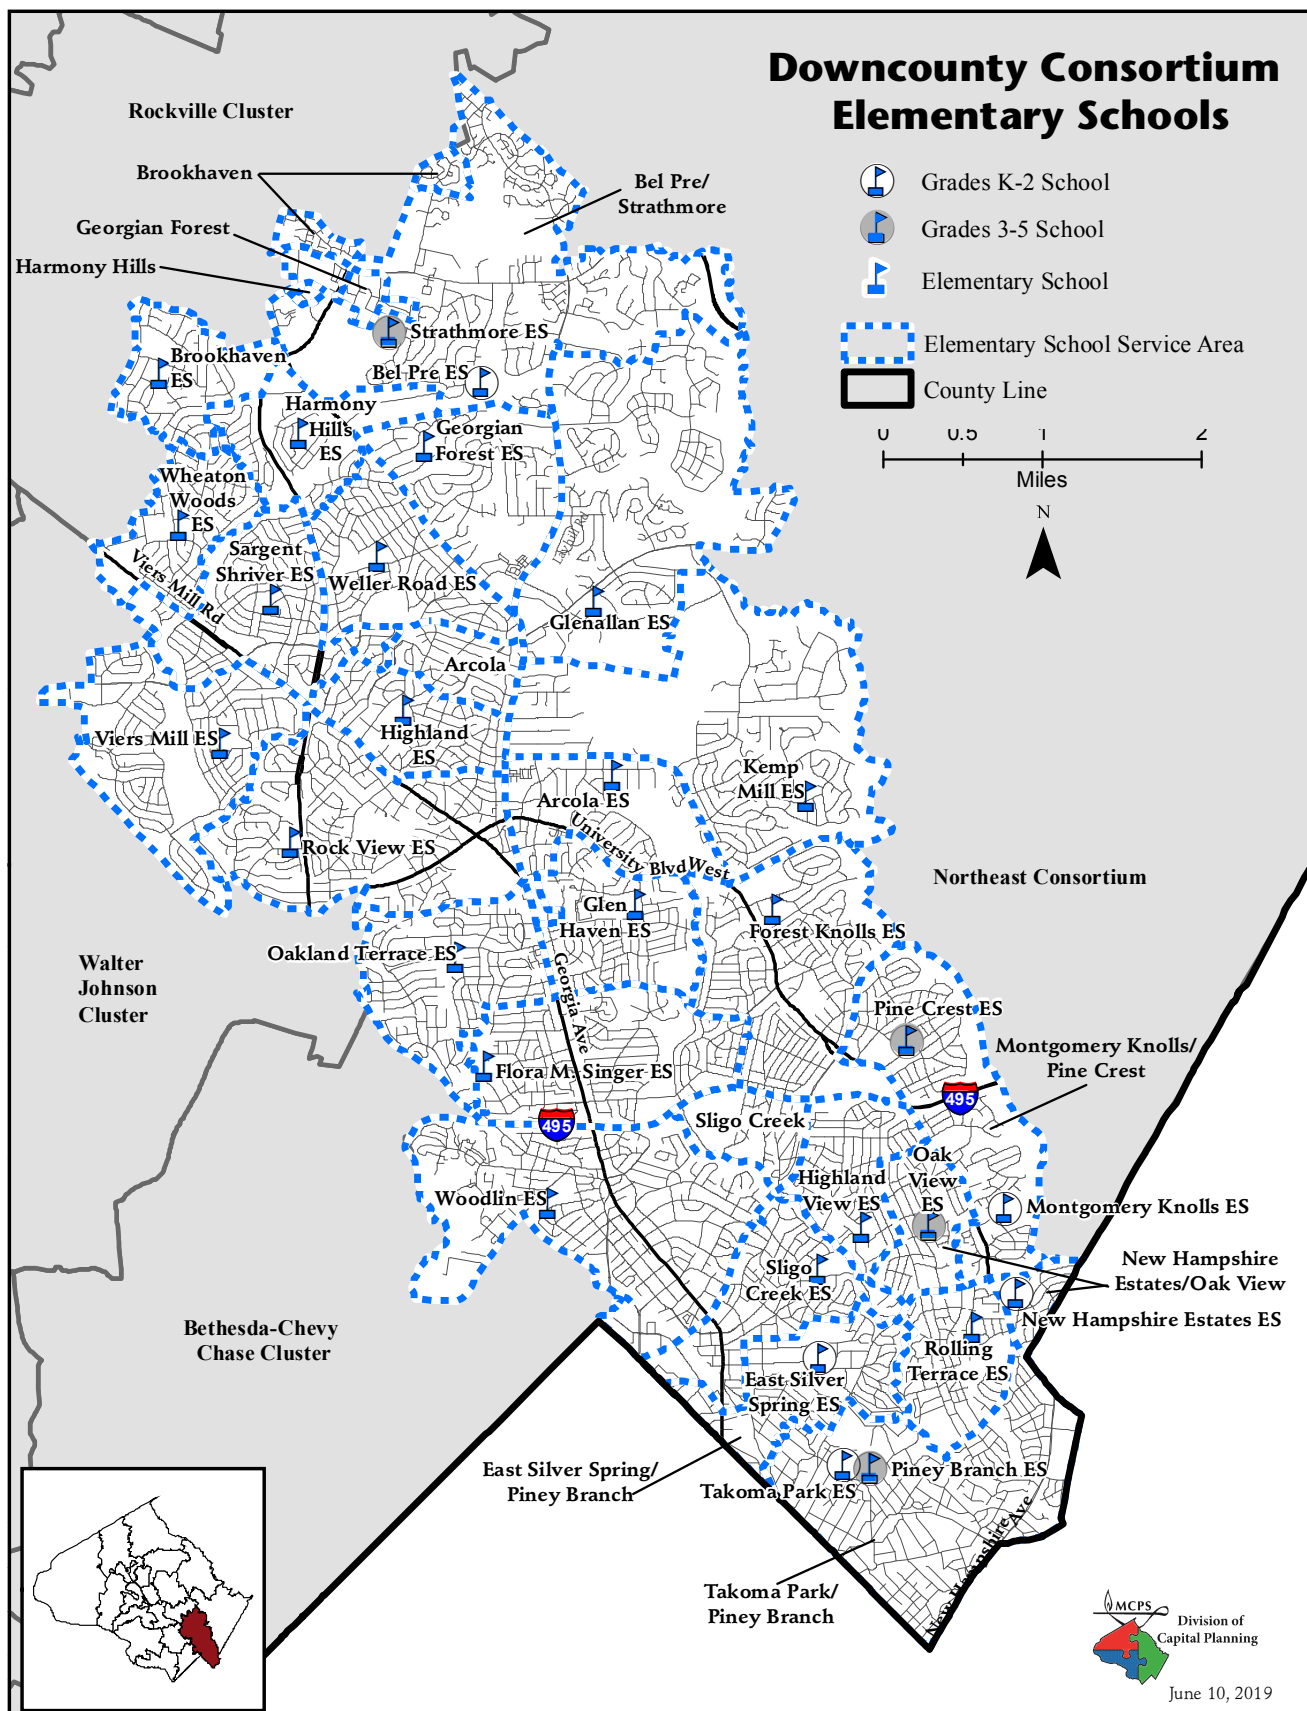 Downcounty Consortium
Elementary Schools
Rockville Cluster
Brookhaven
Bel Pre/
Strathmore
Georgian Forest
Harmony Hills
Grades K-2 School
Grades 3-5 School
Elementary School
Elementary School Service Area
County Line
0 0.5 1 2
Miles
N
Strathmore ES
Brookhaven
ES
Bel Pre ES
Harmony
Hills
ES
Georgian
Forest ES
Wheaton
Woods
ES
Layhill Rd
Sargent
Shriver ES
Viers Mill Rd
Weller Road ES
Glenallan ES
Arcola
Highland
ES
Viers Mill ES
Kemp
Mill ES
Arcola ES
University Blvd West
Rock View ES
Northeast Consortium
Glen
Haven ES
Forest Knolls ES
Oakland Terrace ES
Walter
Johnson
Cluster
Georgia Ave
Pine Crest ES
Montgomery Knolls/
Pine Crest
Flora M. Singer ES
495
495
Sligo Creek
Oak
View
ES
Highland
View ES
Woodlin ES
Montgomery Knolls ES
Sligo
Creek ES
New Hampshire
Estates/Oak View
New Hampshire Estates ES
Bethesda-Chevy
Chase Cluster
Rolling
Terrace ES
East Silver
Spring ES
East Silver Spring/
Piney Branch
Piney Branch ES
Takoma Park ES
New Hampshire Ave
Takoma Park/
Piney Branch
MCPS
Division of
Capital Planning
June 10, 2019